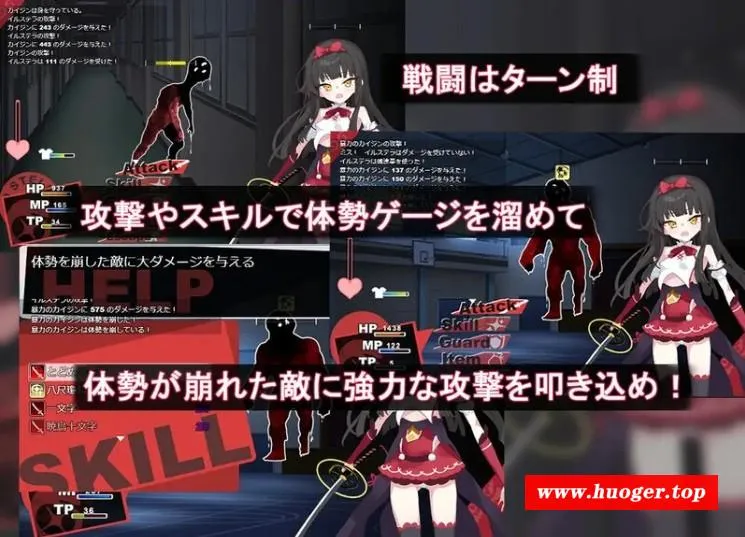 カイジンは身を守っている。
イルステラの攻撃!
カイジンに 243 のダメージを与えた!
イルステラの攻撃!
カイジンに 443 のダメージを与えた!
カイジンの攻撃!
イルステラは 111 のダメージを受けた!
戦闘はターン制
Attack
HP 937
MP 165
TP 34
暴力のカイジンの攻撃!
ミス! イルステラはダメージを受けていない!
暴力のカイジンに 137 のダメージを与えた!
暴力のカイジンに 150 のダメージを与えた!
攻撃やスキルで体勢ゲージを溜めて
体勢を崩した敵に大ダメージを与える
HELP
イルステラの攻撃!
暴力のカイジンに 575 のダメージを与えた!
暴力のカイジンは体勢を崩している!
Attack
Skill
Guard
Item
HP 1438
MP 122
TP
体勢が崩れた敵に強力な攻撃を叩き込め!
一文字
暁烏十文字
SKILL
TP 36
www.huoger.top